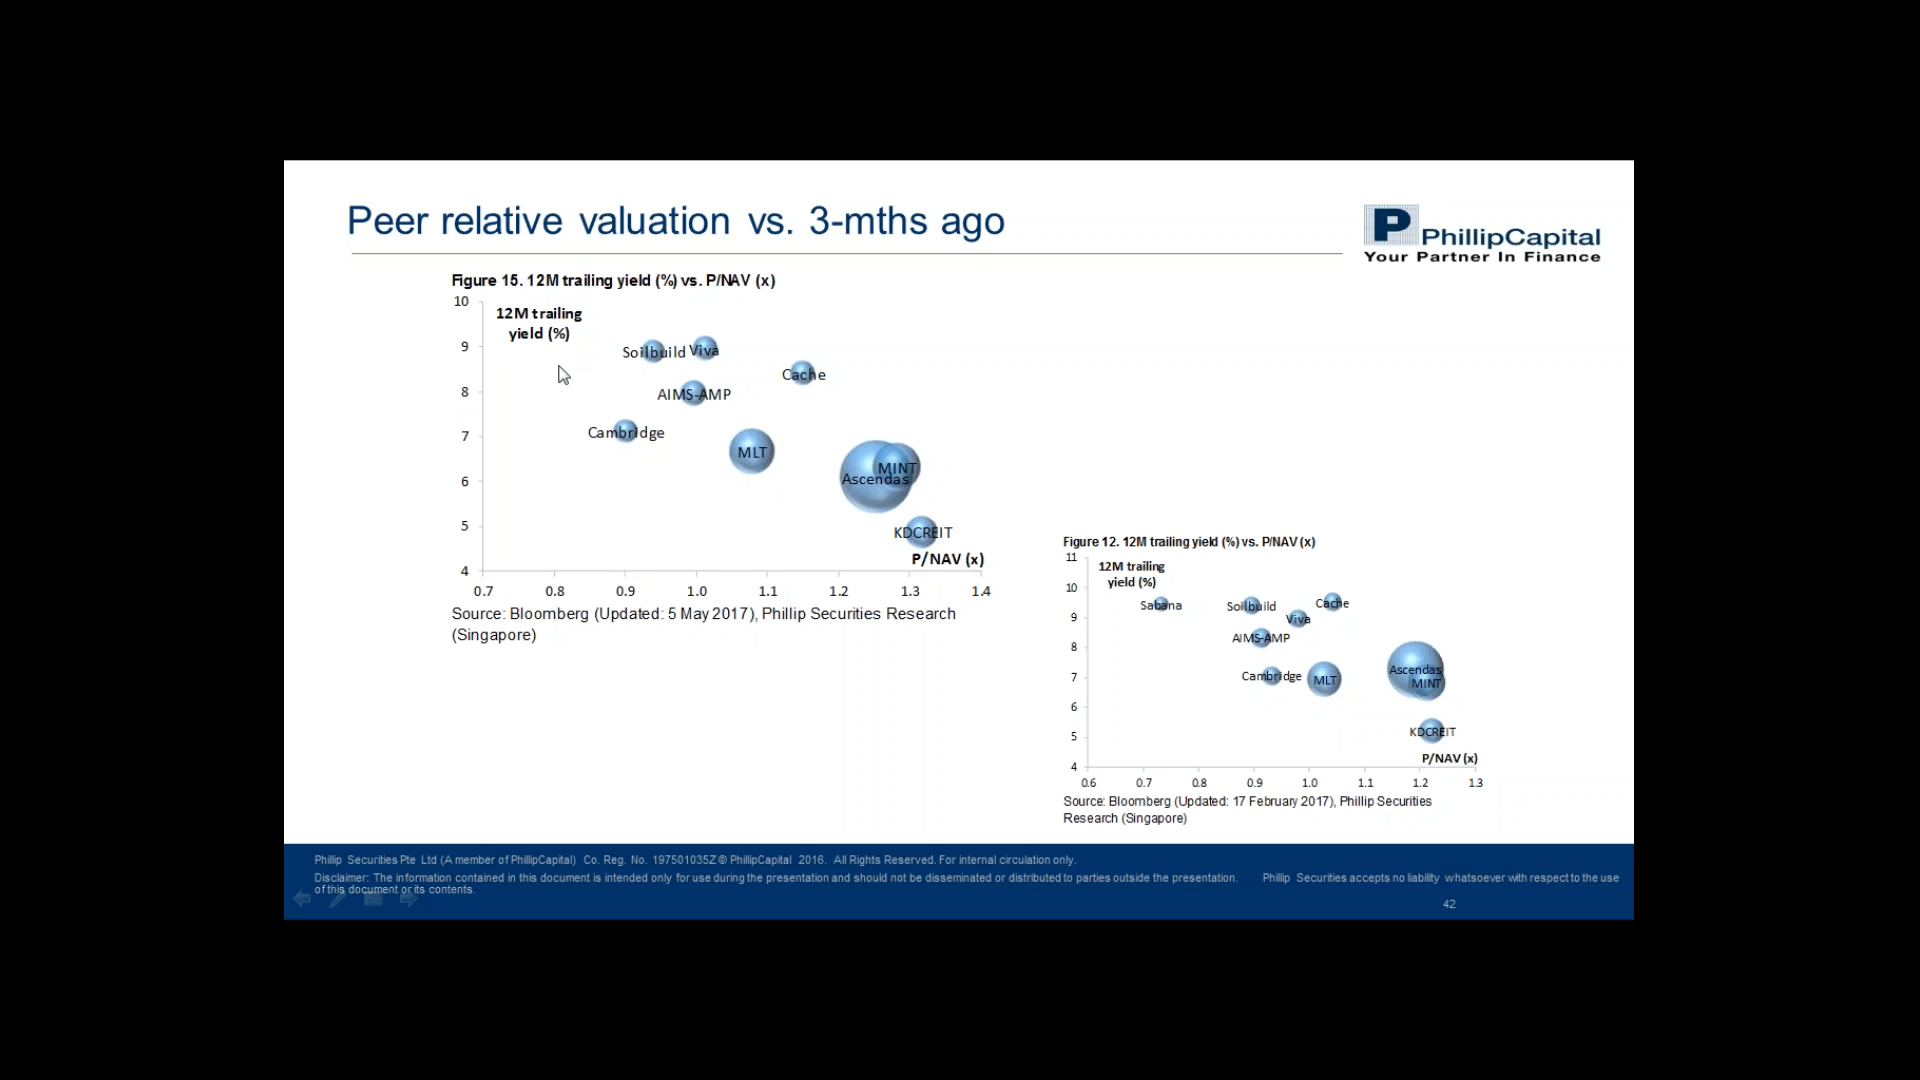 Peer relative valuation vs. 3-mths ago
P PhillipCapital
Your Partner In Finance
Figure 15. 12M trailing yield (%) vs. P/NAV (x)
10
9
8
7
6
5
4
12M trailing
yield (%)
Soilbuild
Viva
Cache
AIMS-AMP
Cambridge
MLT
MINT
Ascendas
KDCREIT
P/NAV (x)
0.7 0.8 0.9 1.0 1.1 1.2 1.3 1.4
Source: Bloomberg (Updated: 5 May 2017), Phillip Securities Research
(Singapore)
Figure 12. 12M trailing yield (%) vs. P/NAV (x)
11
10
9
8
7
6
5
4
12M trailing
yield (%)
Sabana
Soilbuild
Cache
Viva
AIMS-AMP
Cambridge
MLT
Ascendas
MINT
KDCREIT
P/NAV (x)
0.6 0.7 0.8 0.9 1.0 1.1 1.2 1.3
Source: Bloomberg (Updated: 17 February 2017), Phillip Securities
Research (Singapore)
Phillip Securities Pte Ltd (A member of PhillipCapital) Co. Reg. No. 197501035Z © PhillipCapital 2016. All Rights Reserved. For internal circulation only.
Disclaimer: The information contained in this document is intended only for use during the presentation and should not be disseminated or distributed to parties outside the presentation. Phillip Securities accepts no liability whatsoever with respect to the use
of this document or its contents.
42